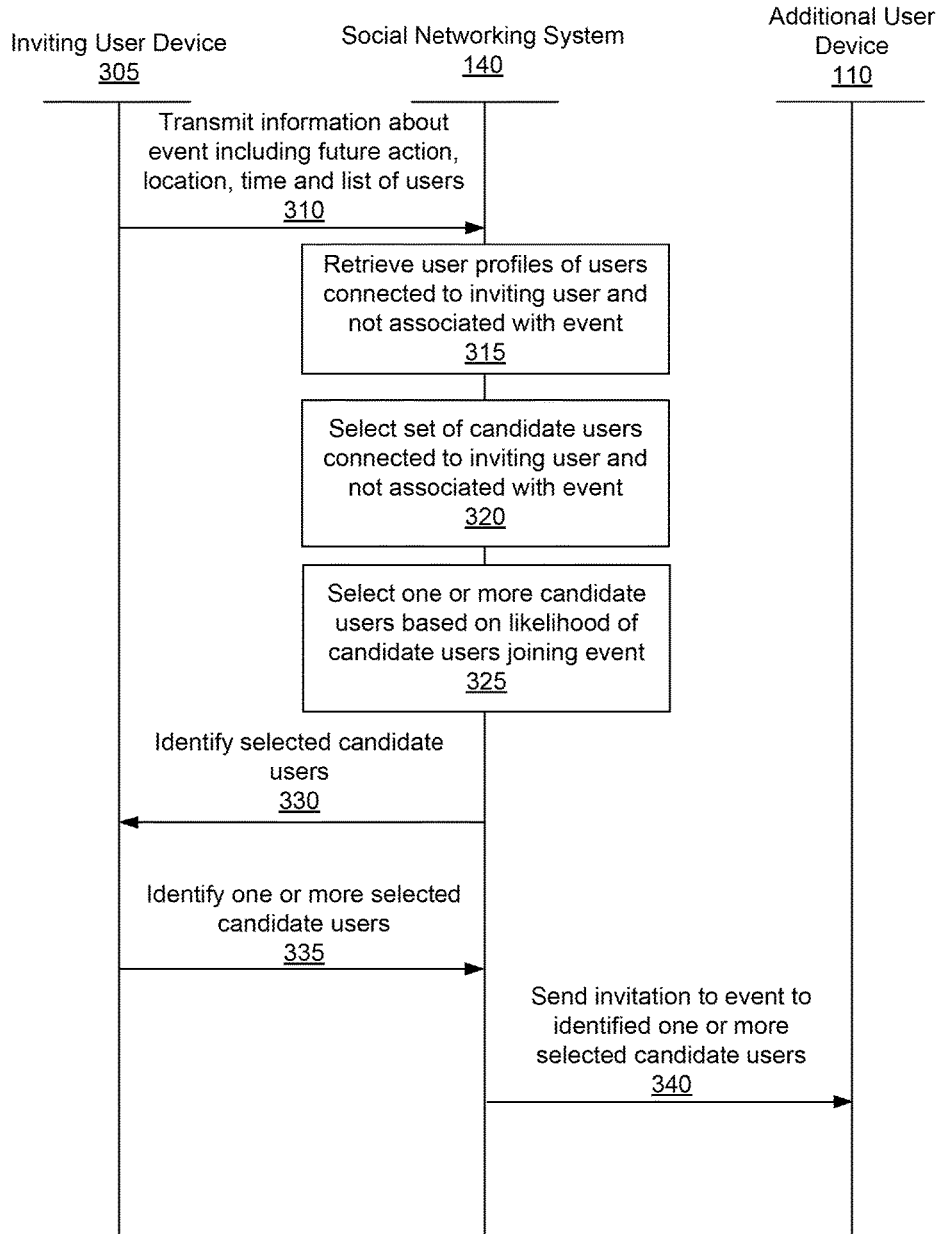 Inviting User Device
305
Social Networking System
140
Additional User
Device
110
Transmit information about
event including future action,
location, time and list of users
310
Retrieve user profiles of users
connected to inviting user and
not associated with event
315
Select set of candidate users
connected to inviting user and
not associated with event
320
Select one or more candidate
users based on likelihood of
candidate users joining event
325
Identify selected candidate
users
330
Identify one or more selected
candidate users
335
Send invitation to event to
identified one or more
selected candidate users
340